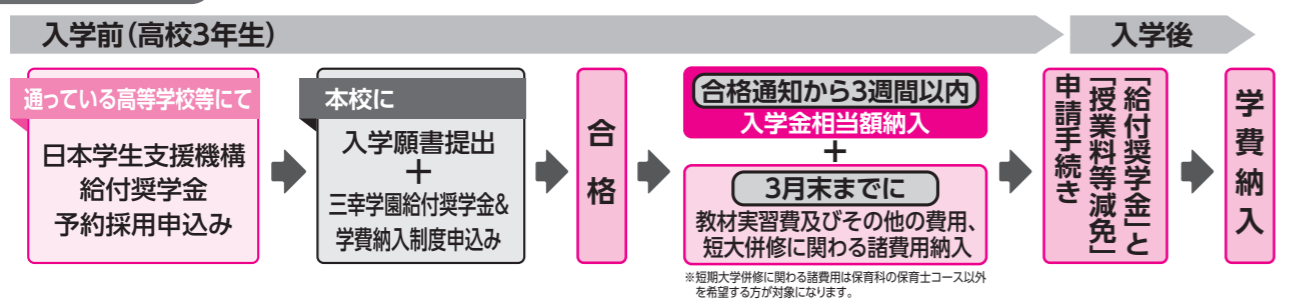 入学前(高校3年生)
入学後
通っている高等学校等にて
日本学生支援機構
給付奨学金
予約採用申込み
本校に
入学願書提出
+
三幸学園給付奨学金&
学費納入制度申込み
合格
合格通知から3週間以内
入学金相当額納入
+
3月末までに
教材実習費及びその他の費用、
短大併修に関わる諸費用納入
※短期大学併修に関わる諸費用は保育科の保育士コース以外
を希望する方が対象になります。
「給付奨学金」と
「授業料等減免」
申請手続き
学費納入